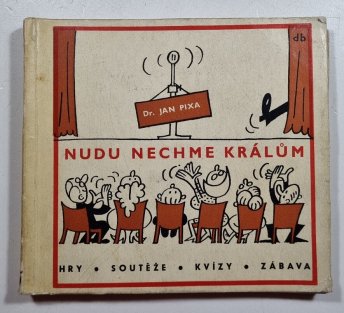 db
Dr. JAN PIXA
NUDU NECHME KRÁLŮM
HRY • SOUTĚŽE • KVÍZY • ZÁBAVA